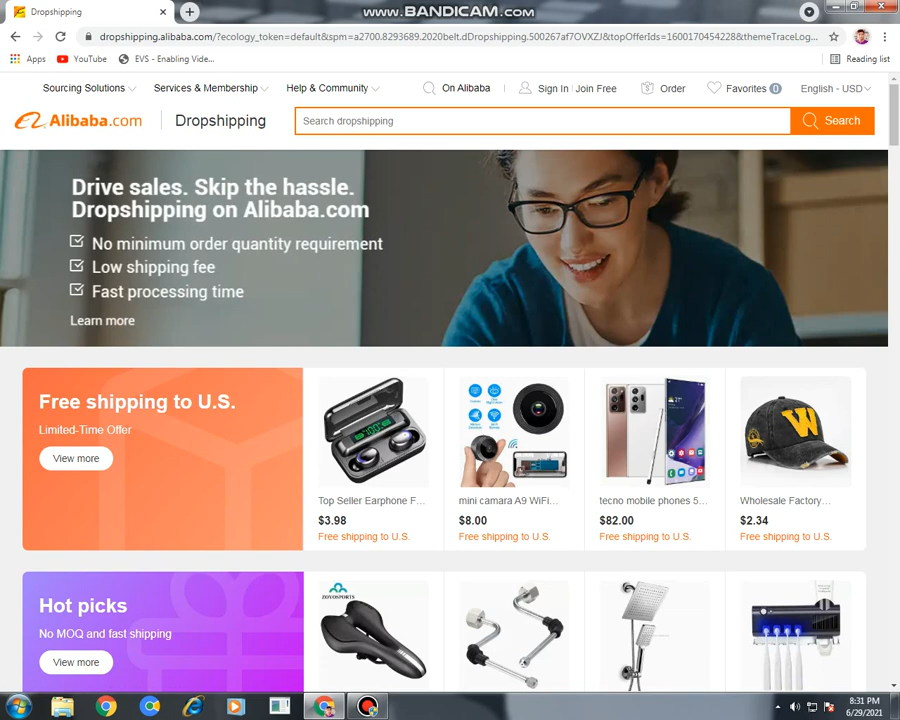 Dropshipping
www.BANDICAM.com
dropshipping.alibaba.com/?ecology_token=default&spm=a2700.8293689.2020belt.dDropshipping.500267af7OVXZJ&topOfferIds=1600170454228&themeTraceLog...
Apps
YouTube
EVS - Enabling Vide...
Reading list
Sourcing Solutions
Services & Membership
Help & Community
On Alibaba
Sign In Join Free
Order
Favorites 0
English - USD
Alibaba.com
Dropshipping
Search dropshipping
Search
Drive sales. Skip the hassle.
Dropshipping on Alibaba.com
No minimum order quantity requirement
Low shipping fee
Fast processing time
Learn more
Free shipping to U.S.
Limited-Time Offer
View more
Top Seller Earphone F...
$3.98
Free shipping to U.S.
mini camara A9 WiFi...
$8.00
Free shipping to U.S.
tecno mobile phones 5...
$82.00
Free shipping to U.S.
W
Wholesale Factory...
$2.34
Free shipping to U.S.
Hot picks
No MOQ and fast shipping
View more
ZOYOSPORTS
8:31 PM
6/29/2021